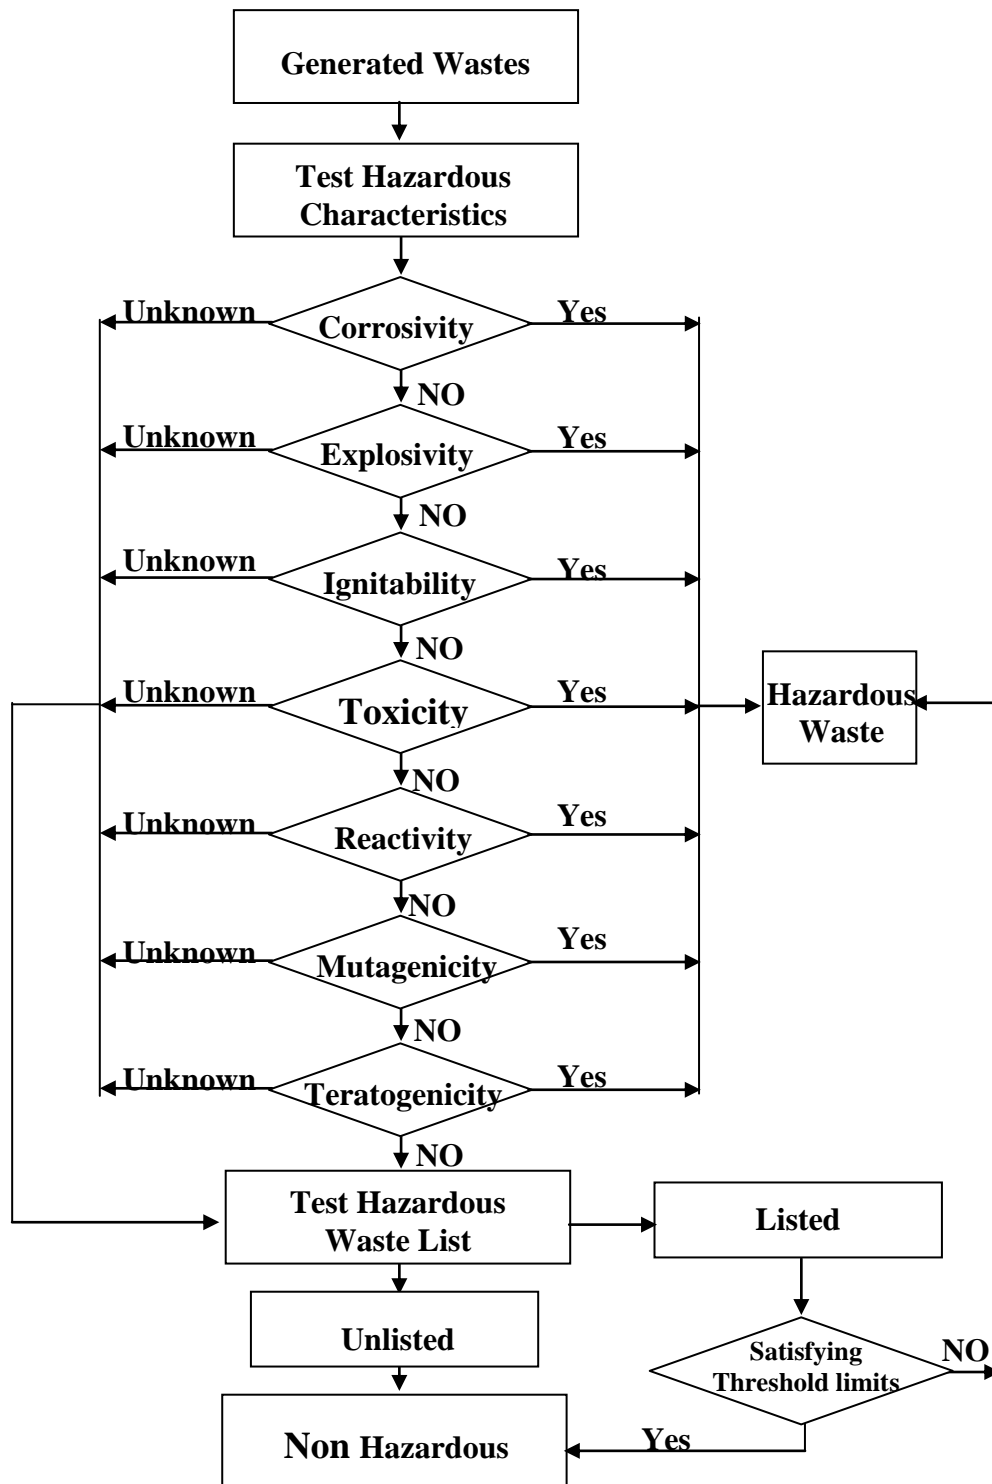 Generated Wastes
Test Hazardous
Characteristics
Unknown
Corrosivity
Yes
NO
Unknown
Explosivity
Yes
NO
Unknown
Ignitability
Yes
NO
Unknown
Toxicity
Yes
Hazardous
Waste
NO
Unknown
Reactivity
Yes
NO
Unknown
Mutagenicity
Yes
NO
Unknown
Teratogenicity
Yes
NO
Test Hazardous
Waste List
Listed
Unlisted
Satisfying
Threshold limits
NO
Non Hazardous
Yes